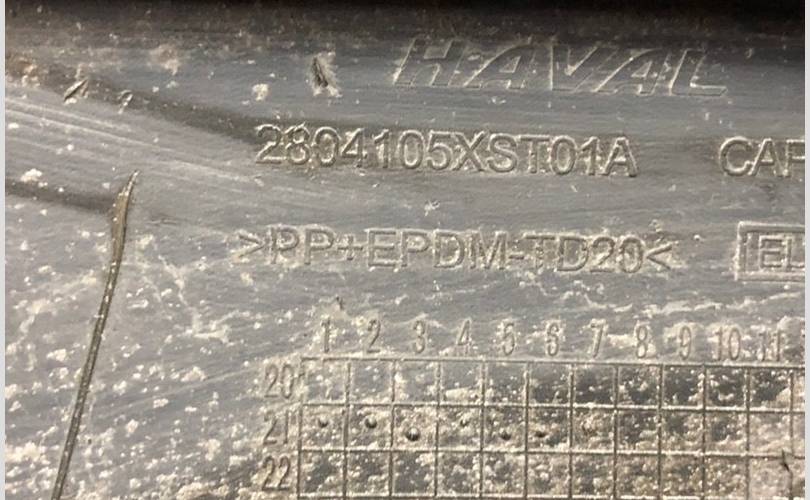 HAVAL
2804105XST01A CAP
>PP+EPDM-TD20< EL
1 2 3 4 5 6 7 8 9 10 11
20
21
22